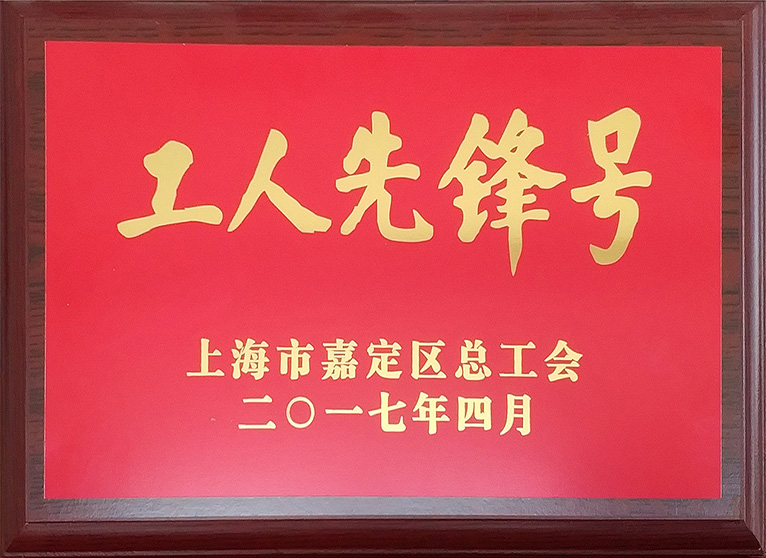 工人先锋号
上海市嘉定区总工会
二〇一七年四月